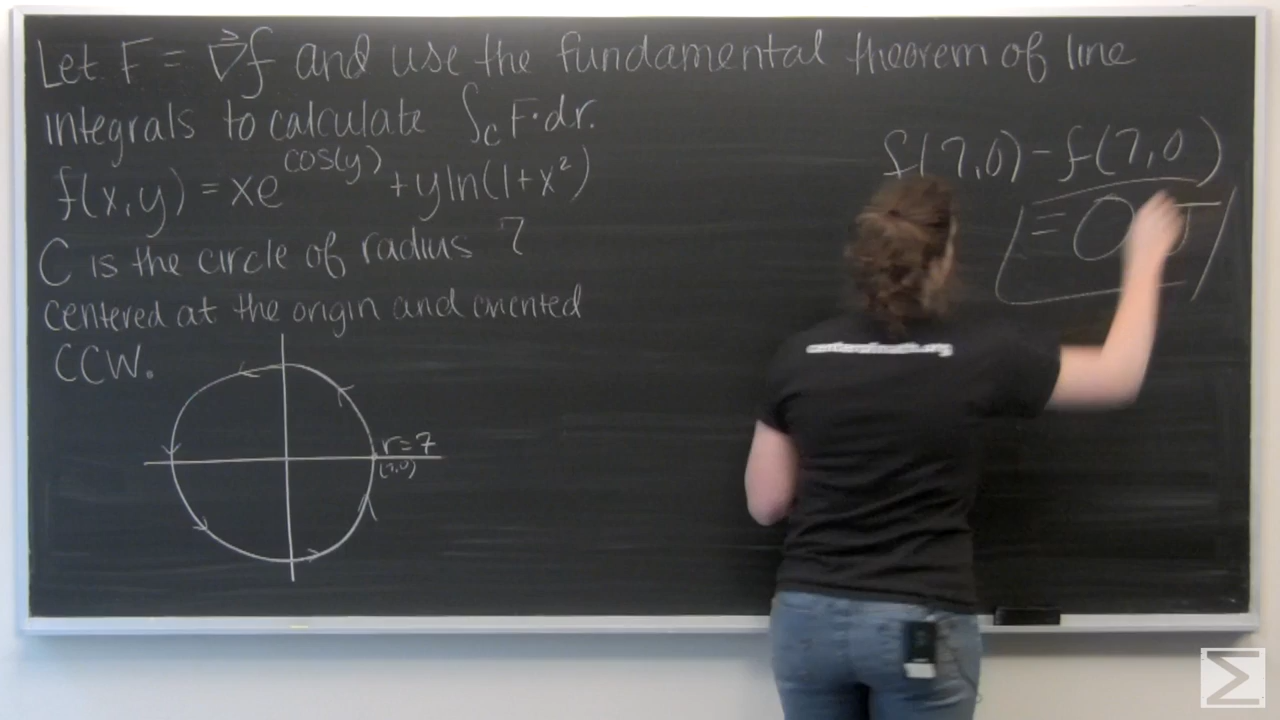 Let F = ∇⃗f and use the fundamental theorem of line
integrals to calculate ∫_C F·dr.
f(x,y) = xe^{cos(y)} + y ln(1+x²)
C is the circle of radius 7
centered at the origin and oriented
CCW.
r=7
(7,0)
f(7,0) - f(7,0)
= 0
Σ